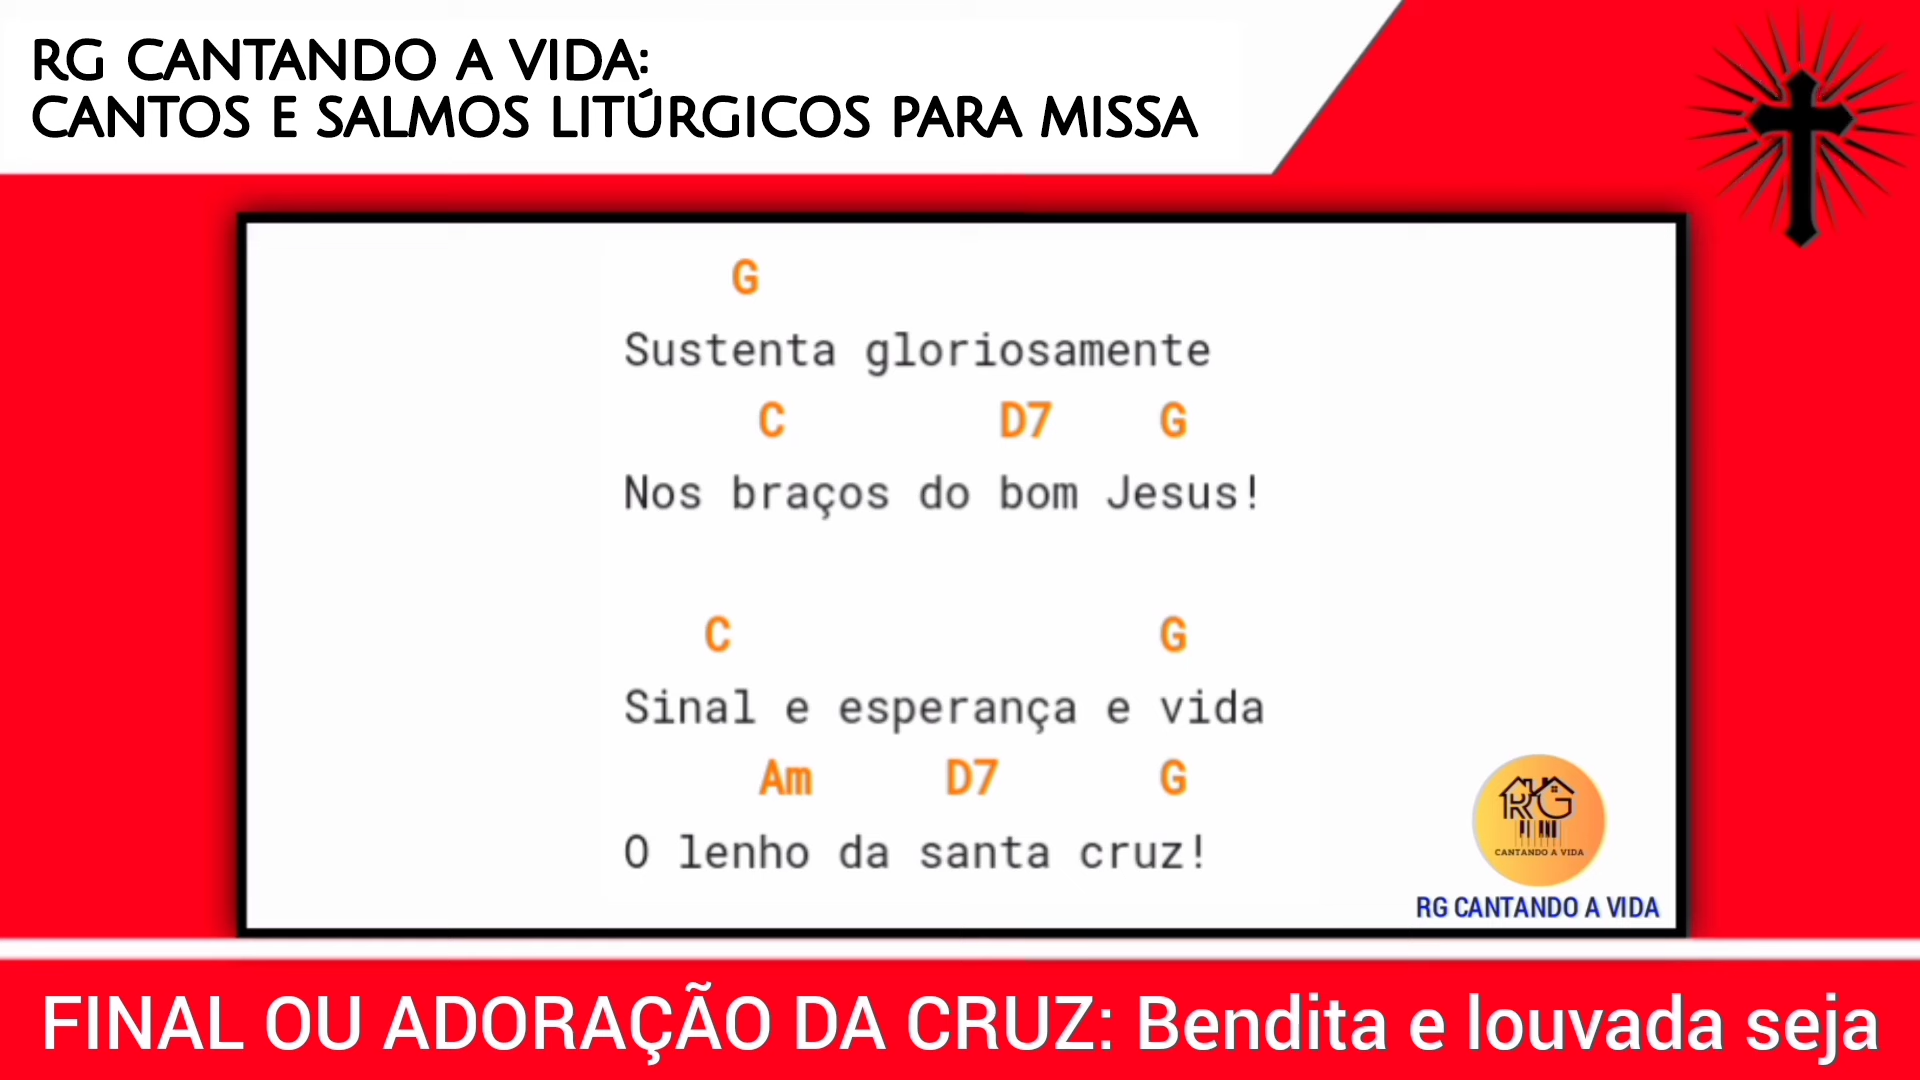 RG CANTANDO A VIDA:
CANTOS E SALMOS LITÚRGICOS PARA MISSA
G
Sustenta gloriosamente
C D7 G
Nos braços do bom Jesus!
C G
Sinal e esperança e vida
Am D7 G
O lenho da santa cruz!
RG
CANTANDO A VIDA
RG CANTANDO A VIDA
FINAL OU ADORAÇÃO DA CRUZ: Bendita e louvada seja